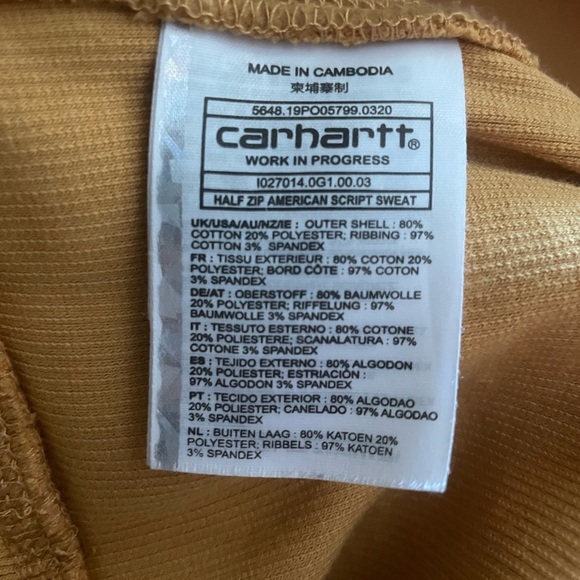 MADE IN CAMBODIA
柬埔寨制
5648.19PO05799.0320
carhartt®
WORK IN PROGRESS
I027014.0G1.00.03
HALF ZIP AMERICAN SCRIPT SWEAT
UK/USA/AU/NZ/IE : OUTER SHELL : 80%
COTTON 20% POLYESTER; RIBBING : 97%
COTTON 3% SPANDEX
FR : TISSU EXTERIEUR : 80% COTON 20%
POLYESTER; BORD CÔTE : 97% COTON
3% SPANDEX
DE/AT : OBERSTOFF : 80% BAUMWOLLE
20% POLYESTER; RIFFELUNG : 97%
BAUMWOLLE 3% SPANDEX
IT : TESSUTO ESTERNO : 80% COTONE
20% POLIESTERE; SCANALATURA : 97%
COTONE 3% SPANDEX
ES : TEJIDO EXTERNO : 80% ALGODON
20% POLIESTER; ESTRIACIÓN :
97% ALGODON 3% SPANDEX
PT : TECIDO EXTERIOR : 80% ALGODAO
20% POLIESTER; CANELADO : 97% ALGODAO
3% SPANDEX
NL : BUITEN LAAG : 80% KATOEN 20%
POLYESTER; RIBBELS : 97% KATOEN
3% SPANDEX